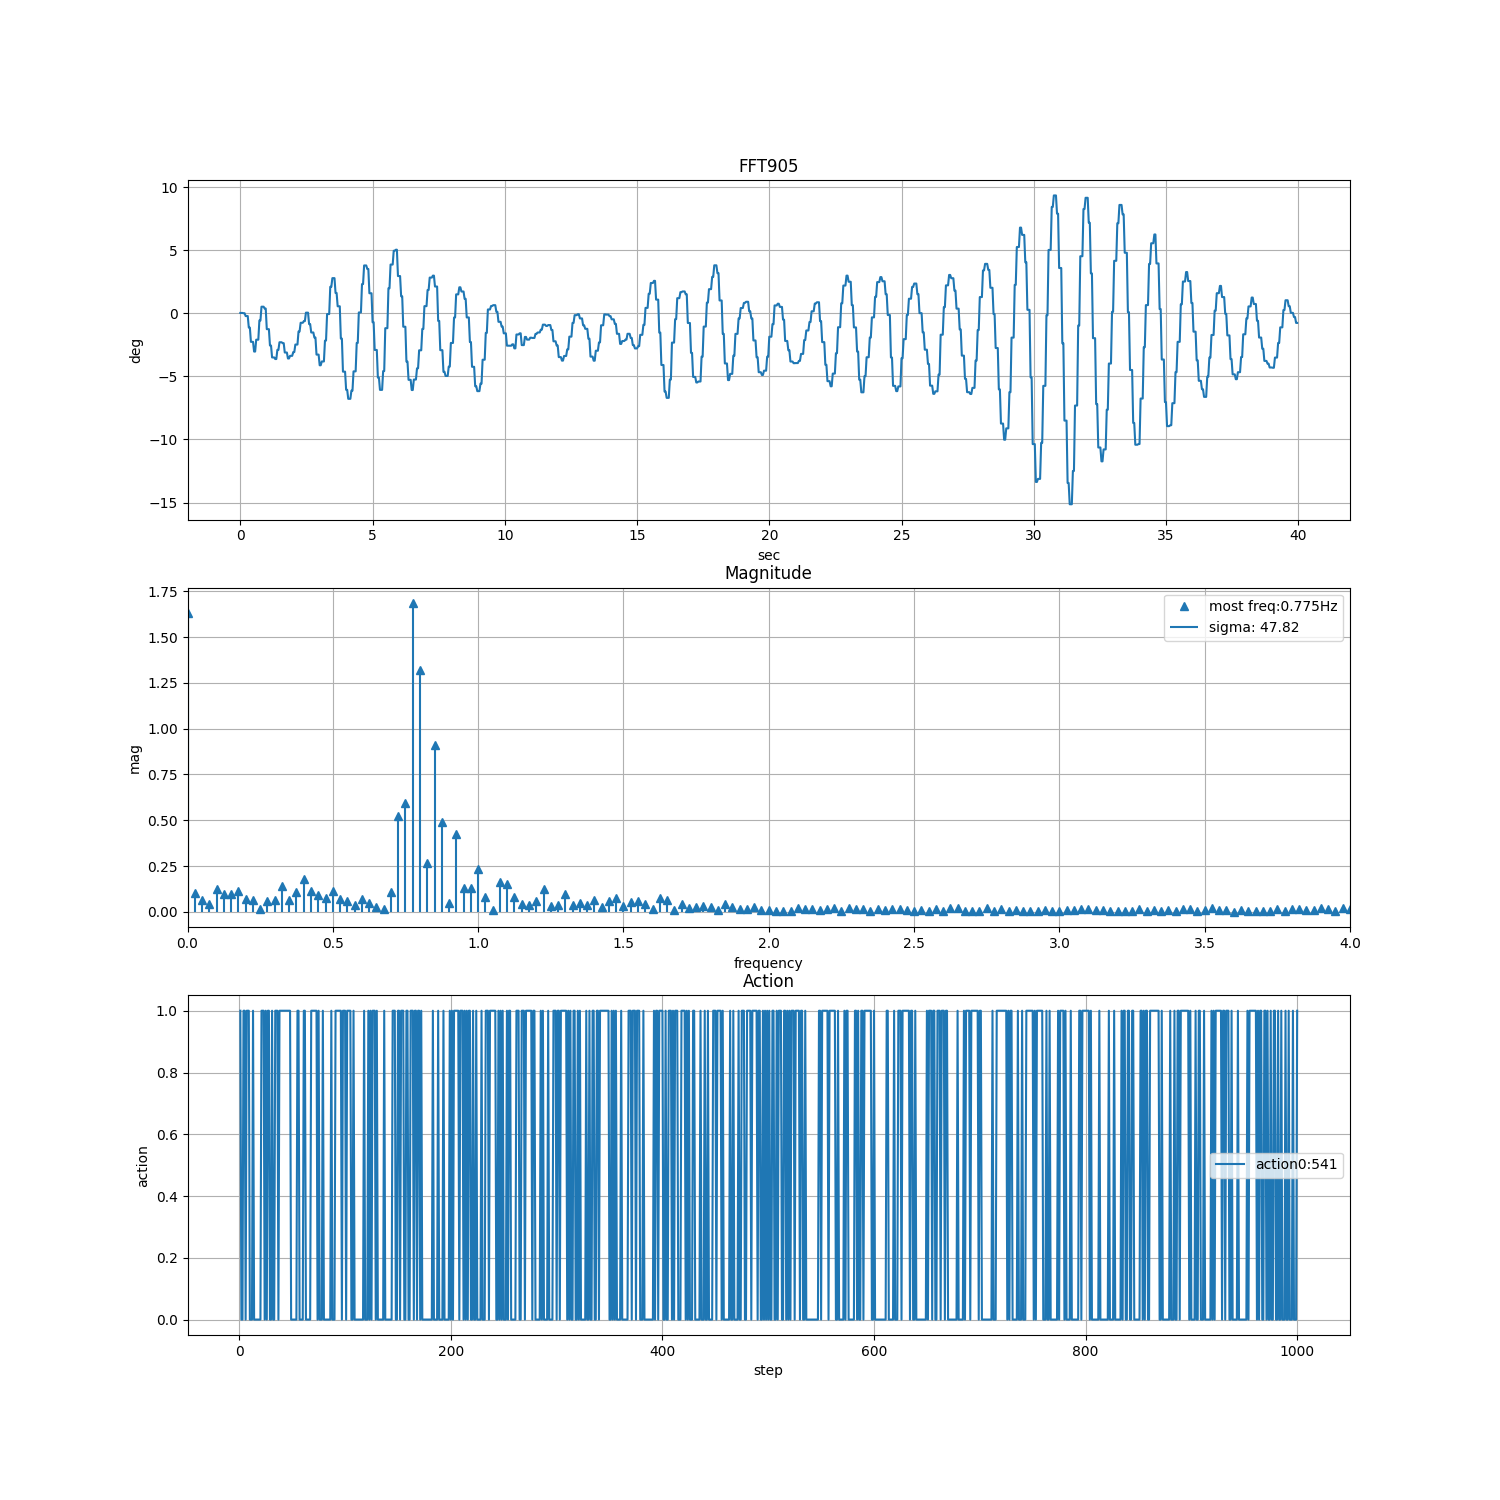 FFT905
10
5
0
−5
−10
−15
deg
0 5 10 15 20 25 30 35 40
sec
Magnitude
1.75
1.50
1.25
1.00
0.75
0.50
0.25
0.00
mag
most freq:0.775Hz
sigma: 47.82
0.0 0.5 1.0 1.5 2.0 2.5 3.0 3.5 4.0
frequency
Action
1.0
0.8
0.6
0.4
0.2
0.0
action
action0:541
0 200 400 600 800 1000
step